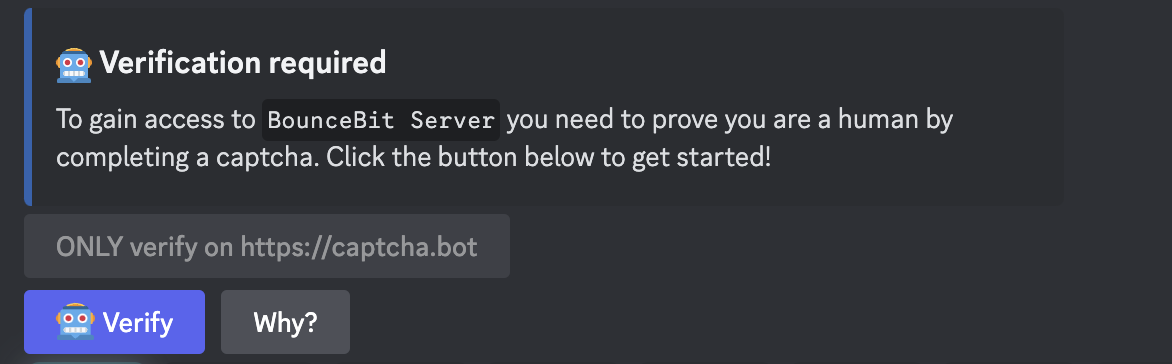 Verification required
To gain access to BounceBit Server you need to prove you are a human by
completing a captcha. Click the button below to get started!
ONLY verify on https://captcha.bot
Verify Why?